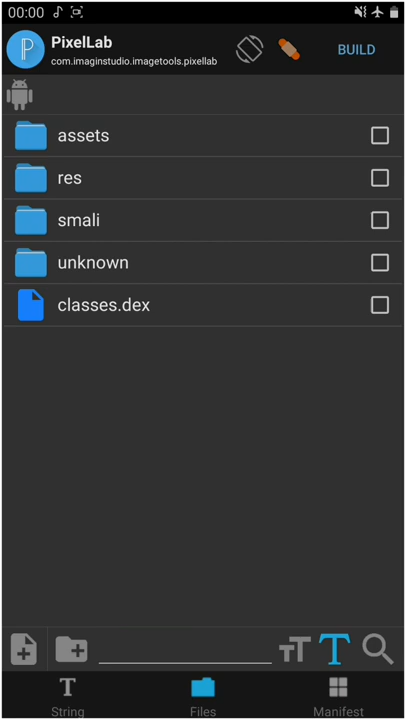 00:00
PixelLab
com.imaginstudio.imagetools.pixellab
BUILD
assets
res
smali
unknown
classes.dex
String
Files
Manifest